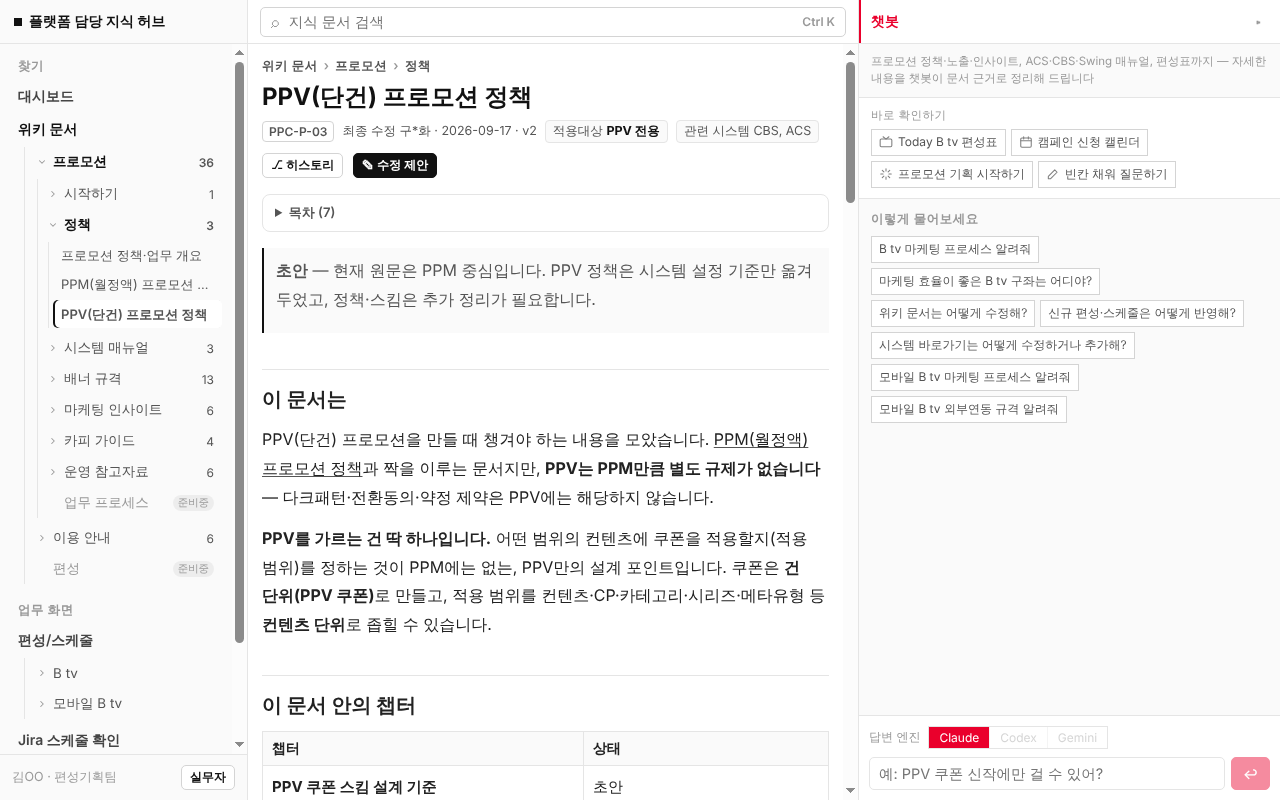 플랫폼 담당 지식 허브
찾기
대시보드
위키 문서
프로모션 36
시작하기 1
정책 3
프로모션 정책·업무 개요
PPM(월정액) 프로모션 ...
PPV(단건) 프로모션 정책
시스템 매뉴얼 3
배너 규격 13
마케팅 인사이트 6
카피 가이드 4
운영 참고자료 6
업무 프로세스 준비중
이용 안내 6
편성 준비중
업무 화면
편성/스케줄
B tv
모바일 B tv
Jira 스케줄 확인
김OO · 편성기획팀 실무자
지식 문서 검색 Ctrl K
위키 문서 › 프로모션 › 정책
PPV(단건) 프로모션 정책
PPC-P-03 최종 수정 구*화 · 2026-09-17 · v2 적용대상 PPV 전용 관련 시스템 CBS, ACS
⎇ 히스토리 ✎ 수정 제안
▶ 목차 (7)
초안 — 현재 원문은 PPM 중심입니다. PPV 정책은 시스템 설정 기준만 옮겨
두었고, 정책·스킴은 추가 정리가 필요합니다.
이 문서는
PPV(단건) 프로모션을 만들 때 챙겨야 하는 내용을 모았습니다. PPM(월정액)
프로모션 정책과 짝을 이루는 문서지만, PPV는 PPM만큼 별도 규제가 없습니다
— 다크패턴·전환동의·약정 제약은 PPV에는 해당하지 않습니다.
PPV를 가르는 건 딱 하나입니다. 어떤 범위의 컨텐츠에 쿠폰을 적용할지(적용
범위)를 정하는 것이 PPM에는 없는, PPV만의 설계 포인트입니다. 쿠폰은 건
단위(PPV 쿠폰)로 만들고, 적용 범위를 컨텐츠·CP·카테고리·시리즈·메타유형 등
컨텐츠 단위로 좁힐 수 있습니다.
이 문서 안의 챕터
챕터 상태
PPV 쿠폰 스킴 설계 기준 초안
챗봇
프로모션 정책·노출·인사이트, ACS·CBS·Swing 매뉴얼, 편성표까지 — 자세한
내용을 챗봇이 문서 근거로 정리해 드립니다
바로 확인하기
Today B tv 편성표 캠페인 신청 캘린더
프로모션 기획 시작하기 빈칸 채워 질문하기
이렇게 물어보세요
B tv 마케팅 프로세스 알려줘
마케팅 효율이 좋은 B tv 구좌는 어디야?
위키 문서는 어떻게 수정해? 신규 편성·스케줄은 어떻게 반영해?
시스템 바로가기는 어떻게 수정하거나 추가해?
모바일 B tv 마케팅 프로세스 알려줘
모바일 B tv 외부연동 규격 알려줘
답변 엔진 Claude Codex Gemini
예: PPV 쿠폰 신작에만 걸 수 있어?